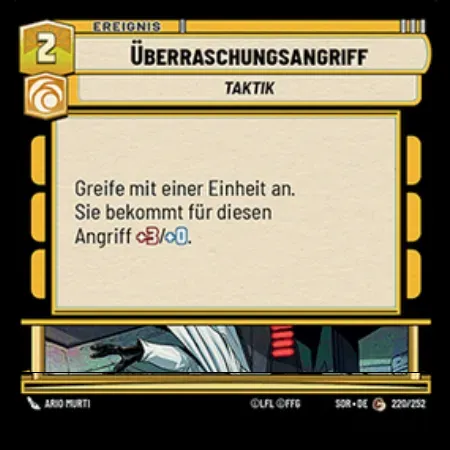 EREIGNIS
2
ÜBERRASCHUNGSANGRIFF
TAKTIK
Greife mit einer Einheit an.
Sie bekommt für diesen
Angriff +3/+0.
ARIO MURTI
©LFL ©FFG
SOR • DE
C
220/252